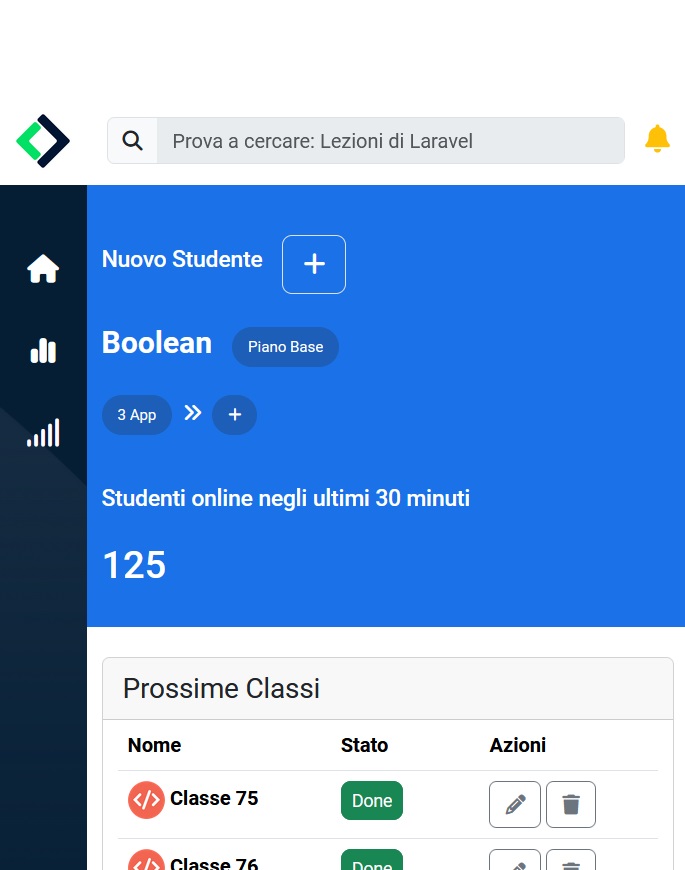 Prova a cercare: Lezioni di Laravel
Nuovo Studente +
Boolean Piano Base
3 App » +
Studenti online negli ultimi 30 minuti
125
Prossime Classi
Nome Stato Azioni
</> Classe 75 Done
</> Classe 76 Done